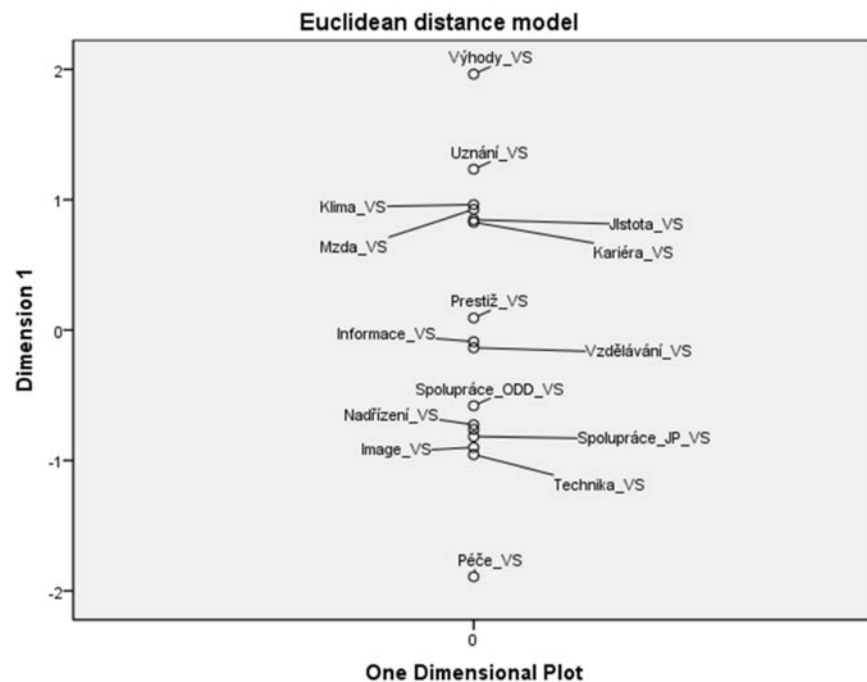 Euclidean distance model
Výhody_VS
2
Uznání_VS
1
Klima_VS
JIstota_VS
Mzda_VS
Kariéra_VS
Prestiž_VS
0
Informace_VS
Vzdělávání_VS
Spolupráce_ODD_VS
Nadřízení_VS
Spolupráce_JP_VS
Image_VS
-1
Technika_VS
Péče_VS
-2
Dimension 1
0
One Dimensional Plot